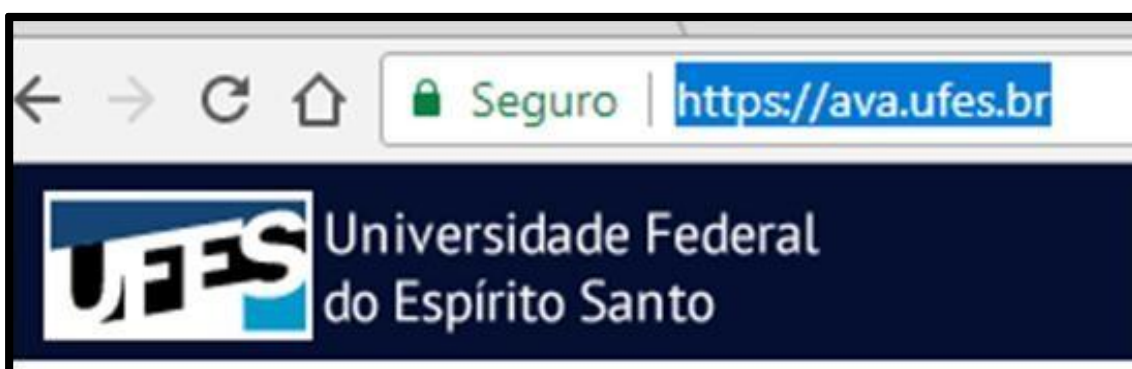 Seguro | https://ava.ufes.br
UFES
Universidade Federal
do Espírito Santo